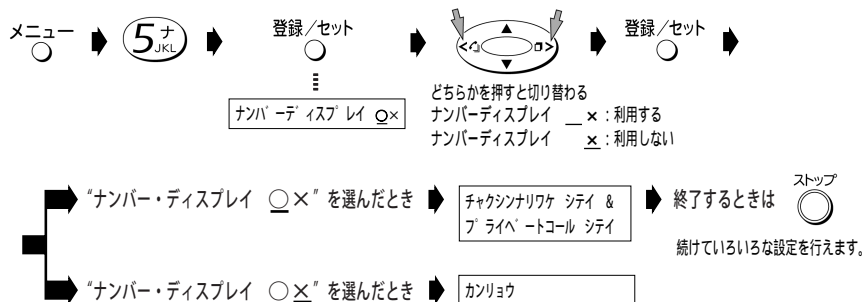 メニュー
5ナ
JKL
登録／セット
ナンバーディスプレイ ○×
どちらかを押すと切り替わる
ナンバーディスプレイ ＿ ×：利用する
ナンバーディスプレイ ×：利用しない
登録／セット
“ナンバー・ディスプレイ ○×”を選んだとき
チャクシンナリワケ シテイ &
プライベートコール シテイ
終了するときは
ストップ
続けていろいろな設定を行えます。
“ナンバー・ディスプレイ ○×”を選んだとき
カンリョウ